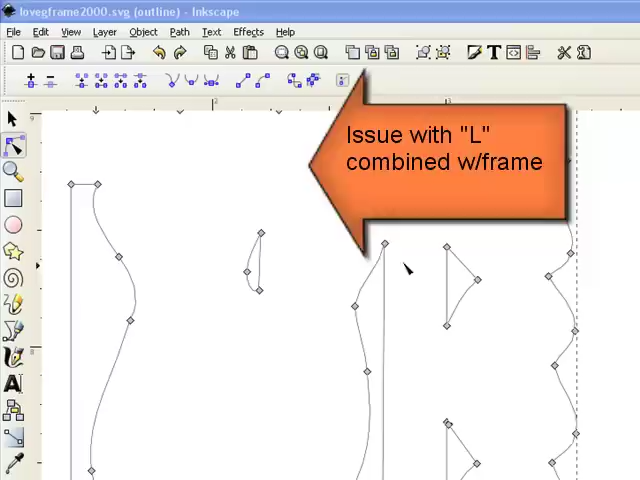 lovegframe2000.svg (outline) - Inkscape
File Edit View Layer Object Path Text Effects Help
Issue with "L"
combined w/frame